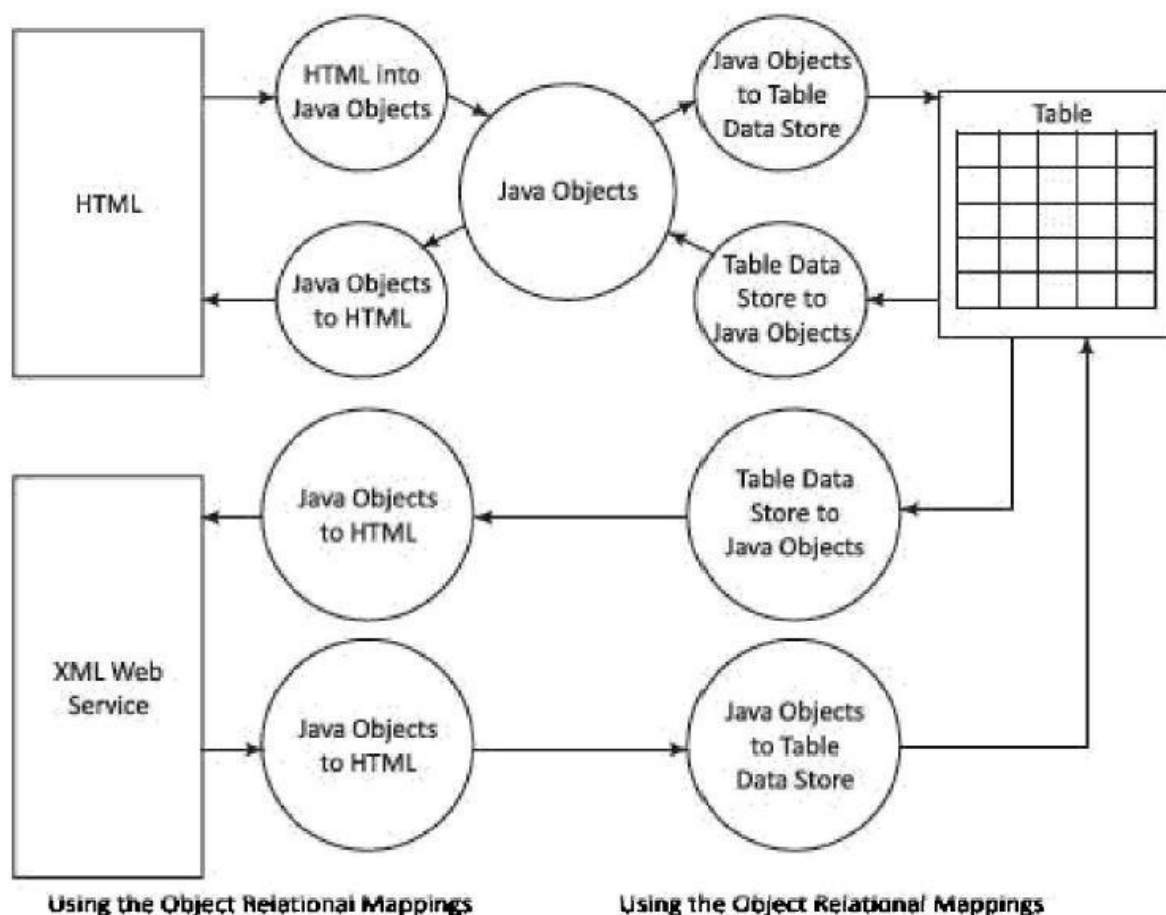 HTML
HTML into
Java Objects
Java Objects
to HTML
Java Objects
Java Objects
to Table
Data Store
Table Data
Store to
Java Objects
Table
XML Web
Service
Java Objects
to HTML
Table Data
Store to
Java Objects
Java Objects
to HTML
Java Objects
to Table
Data Store
Using the Object Relational Mappings
Using the Object Relational Mappings